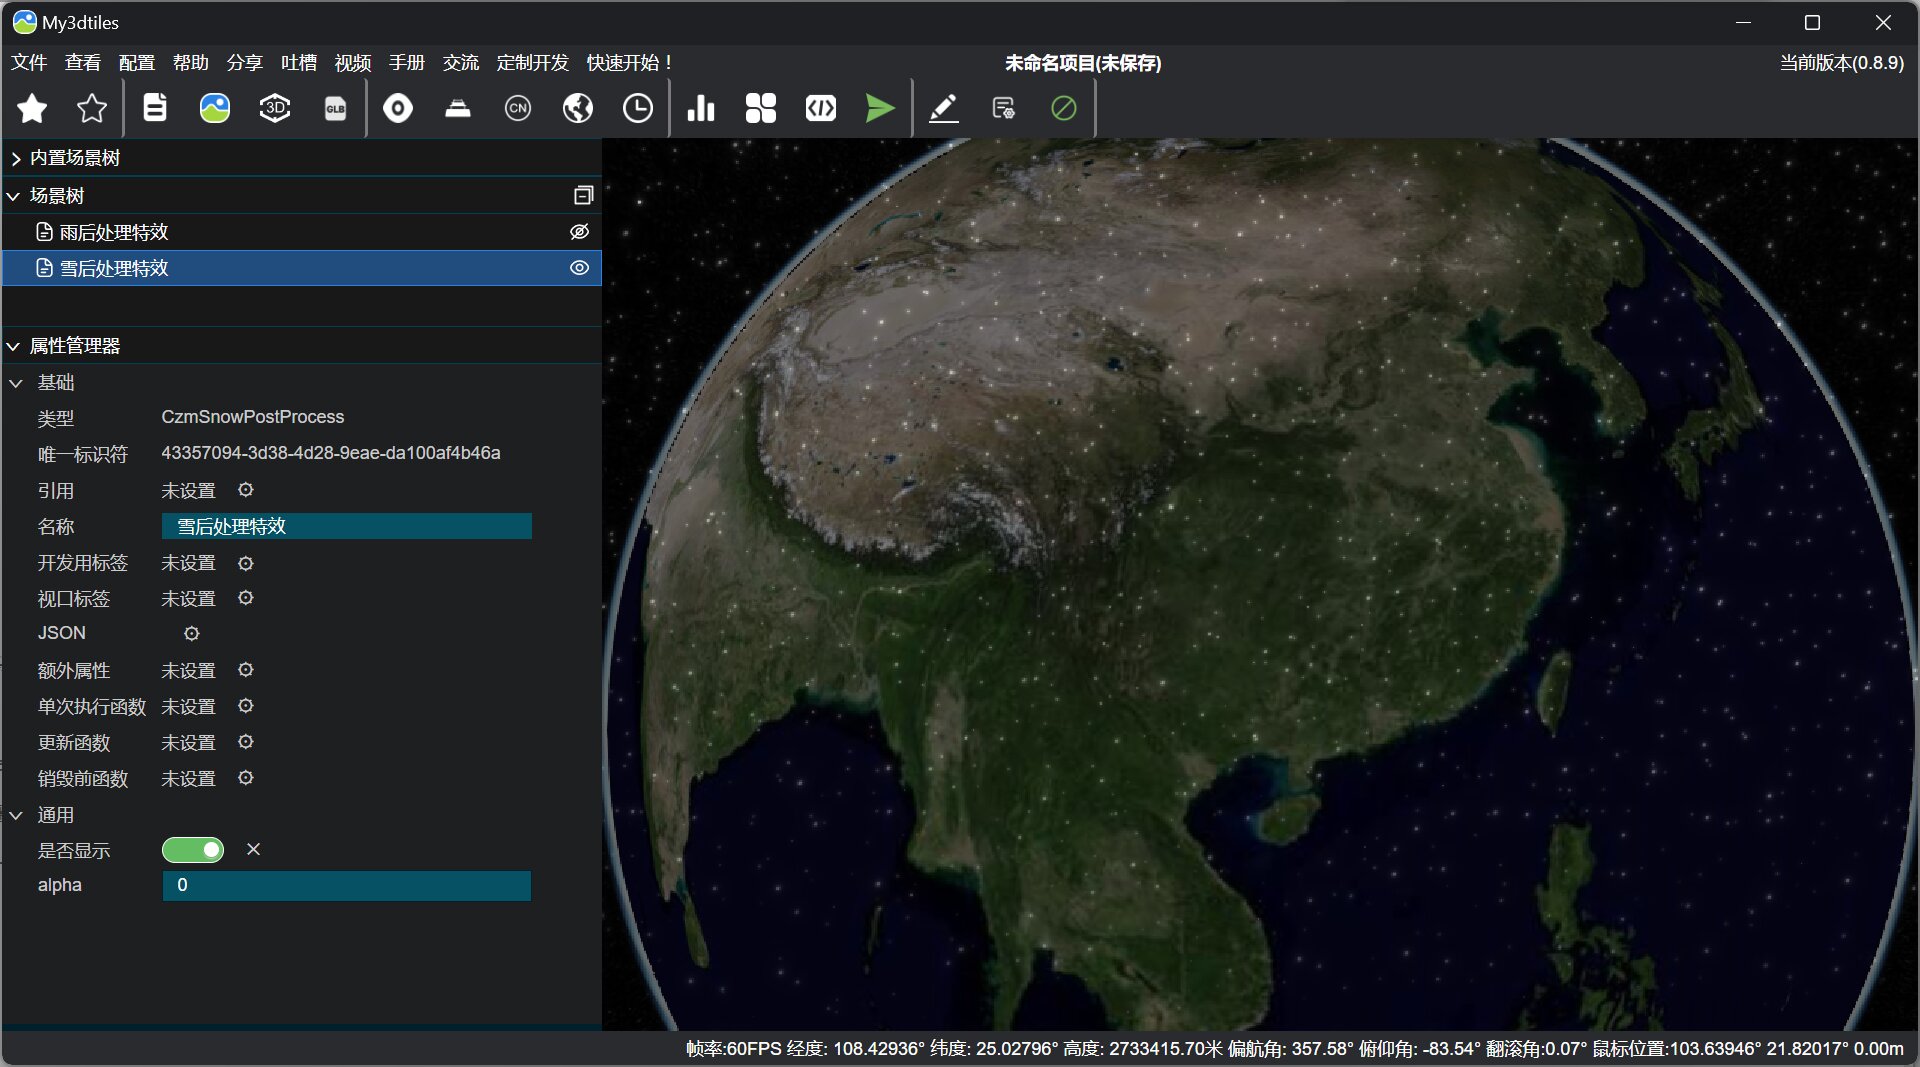 My3dtiles
文件 查看 配置 帮助 分享 吐槽 视频 手册 交流 定制开发 快速开始！ 未命名项目(未保存) 当前版本(0.8.9)
3D GLB CN
内置场景树
场景树
雨后处理特效
雪后处理特效
属性管理器
基础
类型 CzmSnowPostProcess
唯一标识符 43357094-3d38-4d28-9eae-da100af4b46a
引用 未设置
名称 雪后处理特效
开发用标签 未设置
视口标签 未设置
JSON
额外属性 未设置
单次执行函数 未设置
更新函数 未设置
销毁前函数 未设置
通用
是否显示
alpha 0
帧率:60FPS 经度: 108.42936° 纬度: 25.02796° 高度: 2733415.70米 偏航角: 357.58° 俯仰角: -83.54° 翻滚角:0.07° 鼠标位置:103.63946° 21.82017° 0.00m